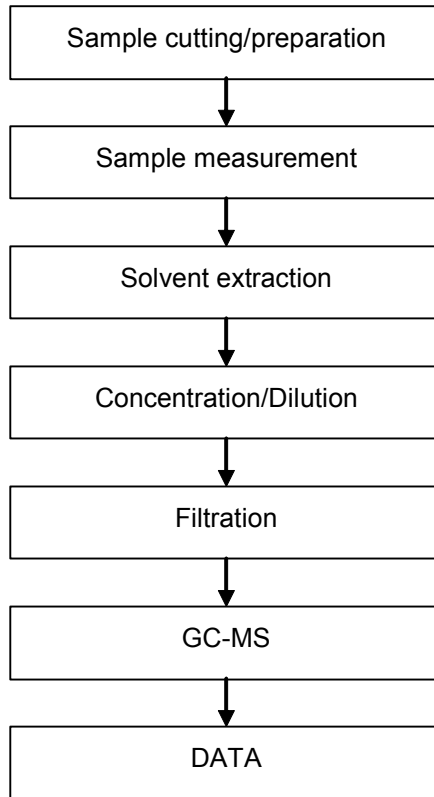 Sample cutting/preparation
Sample measurement
Solvent extraction
Concentration/Dilution
Filtration
GC-MS
DATA